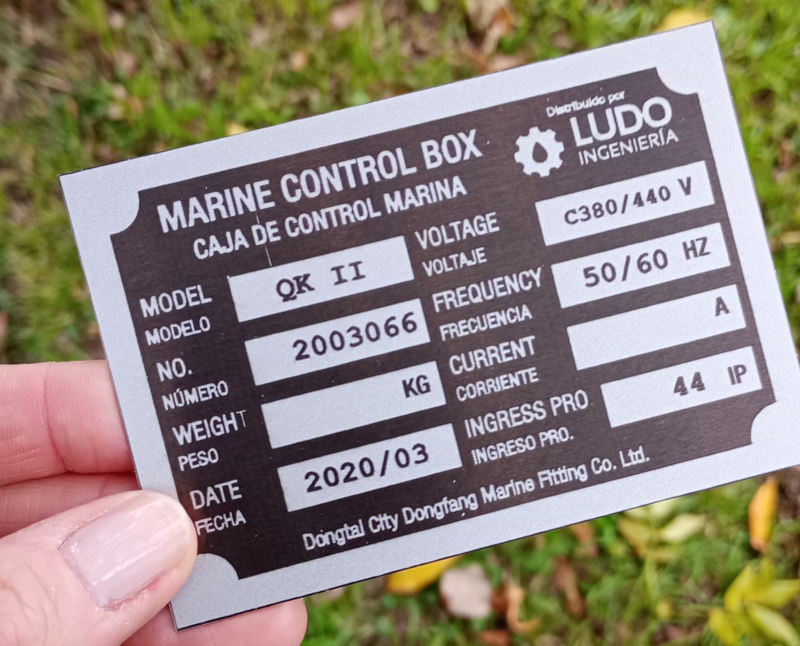 Distribuido por
LUDO
INGENIERÍA
MARINE CONTROL BOX
CAJA DE CONTROL MARINA
MODEL
MODELO
QK II
VOLTAGE
VOLTAJE
C380/440 V
NO.
NÚMERO
2003066
FREQUENCY
FRECUENCIA
50/60 HZ
WEIGHT
PESO
KG
CURRENT
CORRIENTE
A
DATE
FECHA
2020/03
INGRESS PRO.
INGRESO PRO.
44 IP
Dongtai City Dongfang Marine Fitting Co. Ltd.